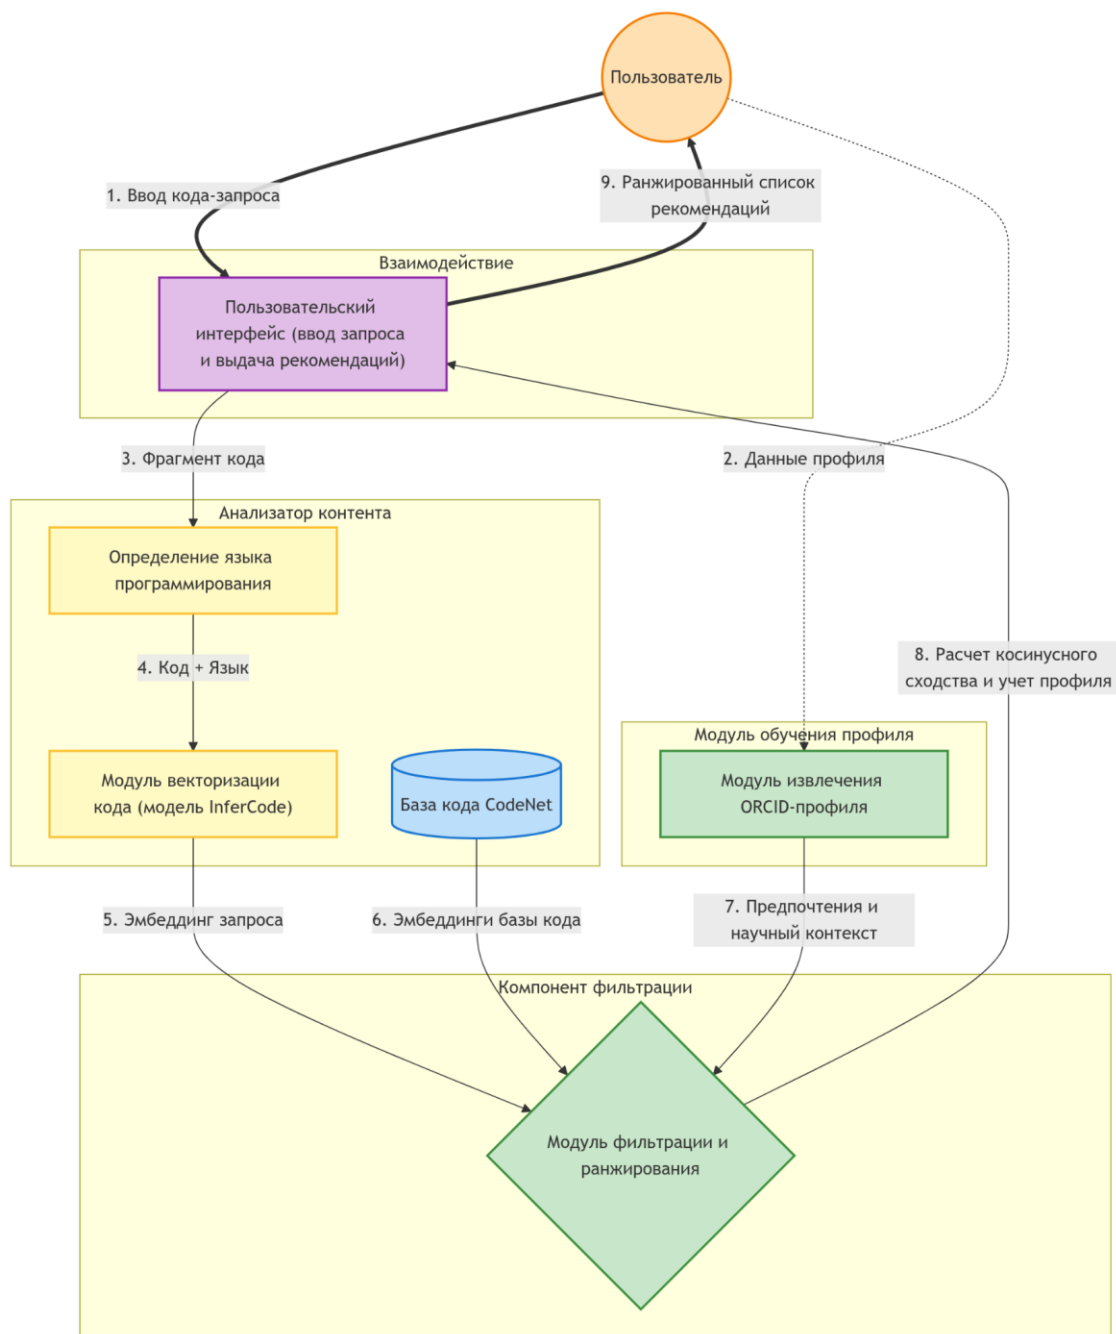 Пользователь
1. Ввод кода-запроса
9. Ранжированный список
рекомендаций
Взаимодействие
Пользовательский
интерфейс (ввод запроса
и выдача рекомендаций)
3. Фрагмент кода
2. Данные профиля
Анализатор контента
Определение языка
программирования
4. Код + Язык
8. Расчет косинусного
сходства и учет профиля
Модуль обучения профиля
Модуль векторизации
кода (модель InferCode)
База кода CodeNet
Модуль извлечения
ORCID-профиля
5. Эмбеддинг запроса
6. Эмбеддинги базы кода
7. Предпочтения и
научный контекст
Компонент фильтрации
Модуль фильтрации и
ранжирования